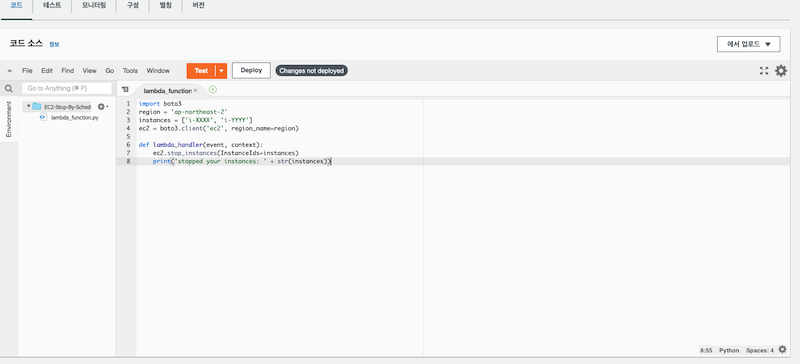 코드 테스트 모니터링 구성 별칭 버전
코드 소스 정보
에서 업로드 ▼
File Edit Find View Go Tools Window Test Deploy Changes not deployed
Go to Anything (⌘ P)
lambda_function
Environment
EC2-Stop-By-Sched
lambda_function.py
1 import boto3
2 region = 'ap-northeast-2'
3 instances = ['i-XXXX', 'i-YYYY']
4 ec2 = boto3.client('ec2', region_name=region)
5
6 def lambda_handler(event, context):
7 ec2.stop_instances(InstanceIds=instances)
8 print('stopped your instances: ' + str(instances))
8:55 Python Spaces: 4